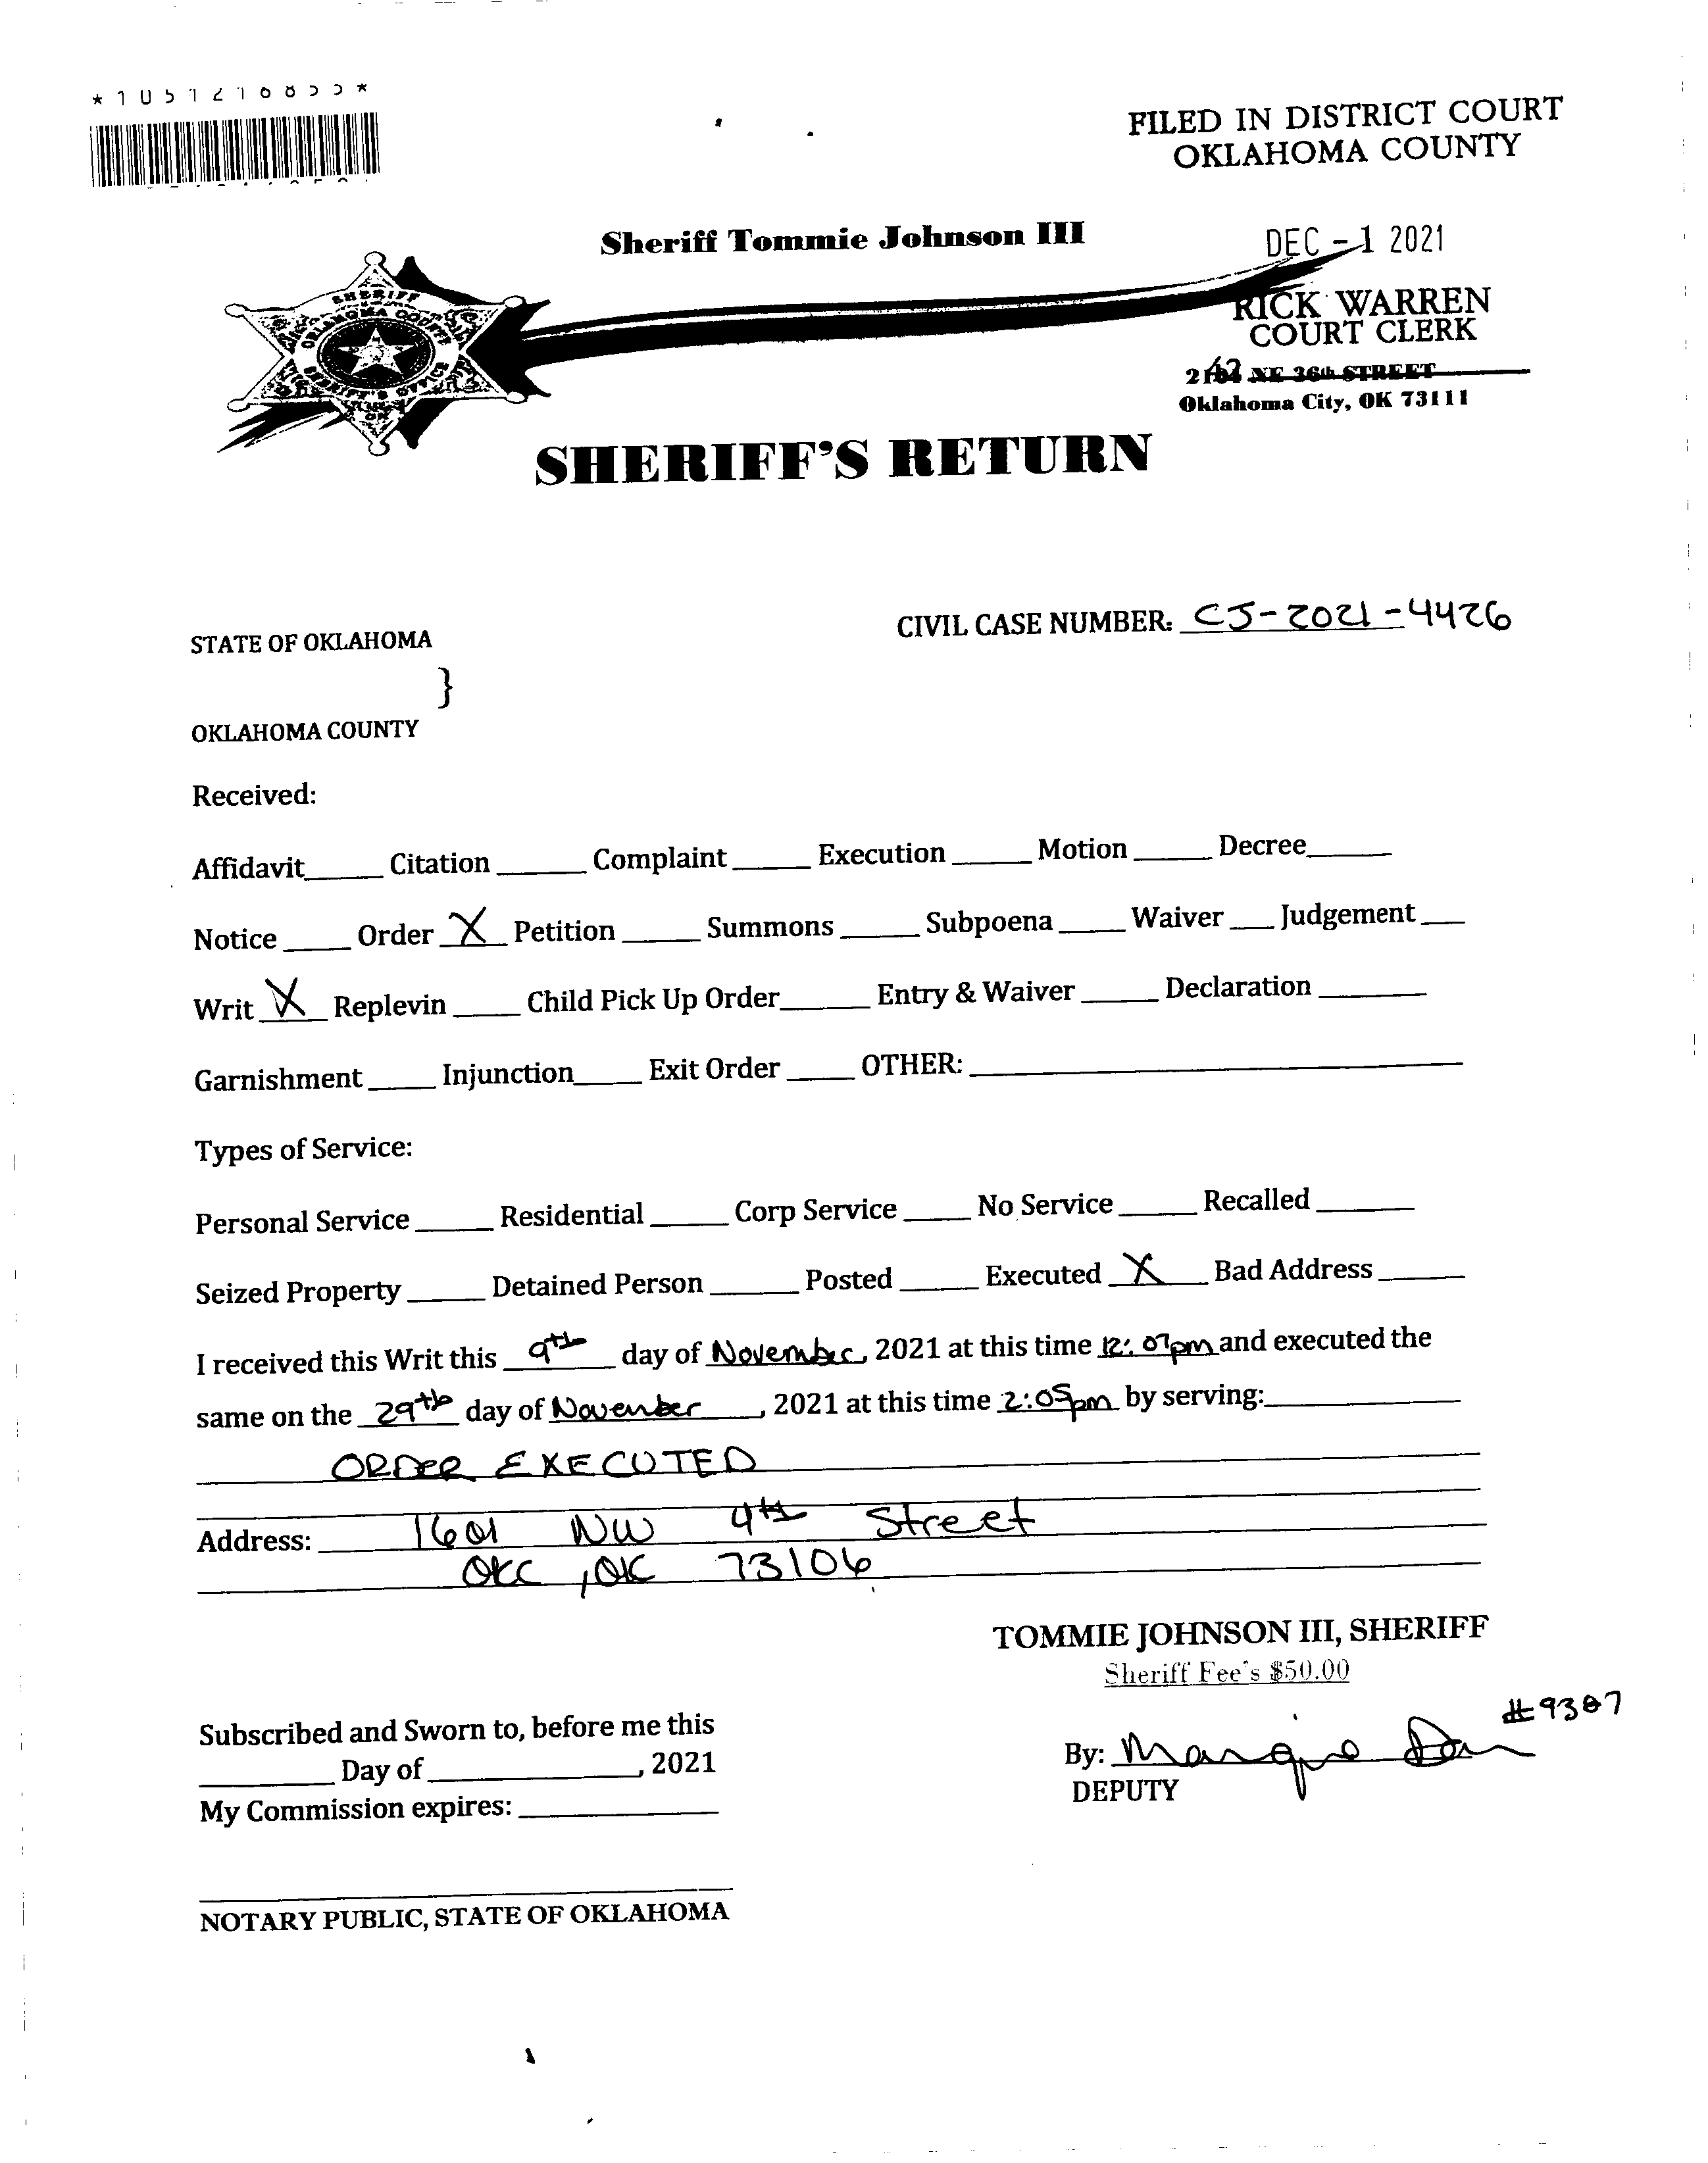 FILED IN DISTRICT COURT
OKLAHOMA COUNTY
Sheriff Tommie Johnson III
DEC -1 2021
RICK WARREN
COURT CLERK
42
NE 36th STREET
Oklahoma City, OK 73111
SHERIFF
OKLAHOMA COUNTY
SHERIFF'S OFFICE
SHERIFF'S RETURN
CIVIL CASE NUMBER: CJ-2021-4426
STATE OF OKLAHOMA
}
OKLAHOMA COUNTY
Received:
Affidavit_____ Citation _____ Complaint _____ Execution _____ Motion _____ Decree_____
Notice _____ Order X Petition _____ Summons _____ Subpoena _____ Waiver ___ Judgement ___
Writ X Replevin _____ Child Pick Up Order_____ Entry & Waiver _____ Declaration _____
Garnishment _____ Injunction_____ Exit Order _____ OTHER: _____
Types of Service:
Personal Service _____ Residential _____ Corp Service _____ No Service _____ Recalled _____
Seized Property _____ Detained Person _____ Posted _____ Executed X Bad Address _____
I received this Writ this 9th day of November, 2021 at this time 12:07pm and executed the
same on the 29th day of November, 2021 at this time 2:05pm by serving:_____
ORDER EXECUTED
Address: 1601 NW 4th Street
OKC, OK 73106
TOMMIE JOHNSON III, SHERIFF
Sheriff Fee's $50.00
Subscribed and Sworn to, before me this
_____ Day of _____, 2021
My Commission expires: _____
#9387
By:
DEPUTY
NOTARY PUBLIC, STATE OF OKLAHOMA